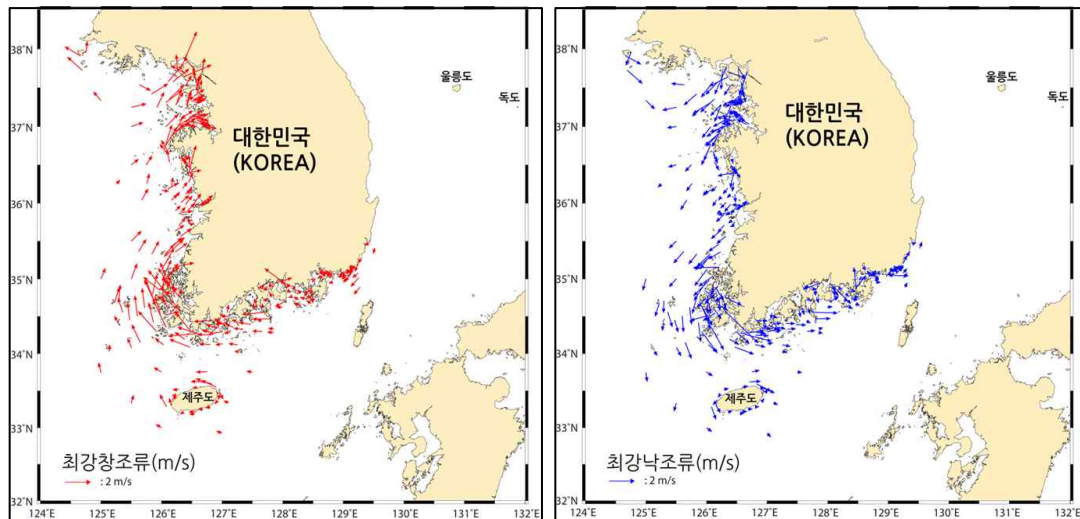 38°N
37°N
36°N
35°N
34°N
33°N
32°N
124°E
125°E
126°E
127°E
128°E
129°E
130°E
131°E
132°E
울릉도
독도
대한민국
(KOREA)
제주도
최강창조류(m/s)
: 2 m/s
38°N
37°N
36°N
35°N
34°N
33°N
32°N
124°E
125°E
126°E
127°E
128°E
129°E
130°E
131°E
132°E
울릉도
독도
대한민국
(KOREA)
제주도
최강낙조류(m/s)
: 2 m/s